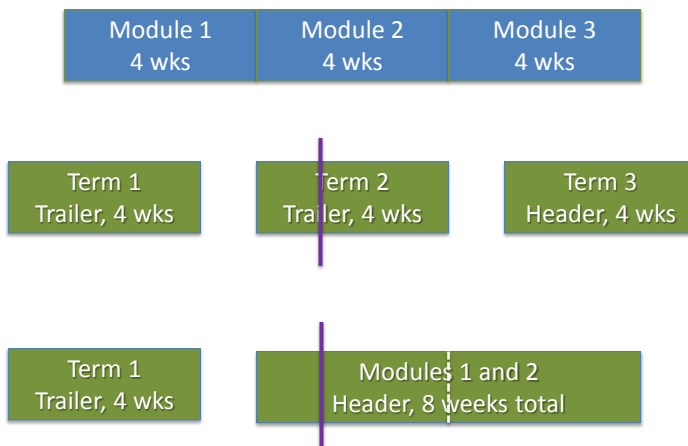 Module 1
4 wks
Module 2
4 wks
Module 3
4 wks
Term 1
Trailer, 4 wks
Term 2
Trailer, 4 wks
Term 3
Header, 4 wks
Term 1
Trailer, 4 wks
Modules 1 and 2
Header, 8 weeks total